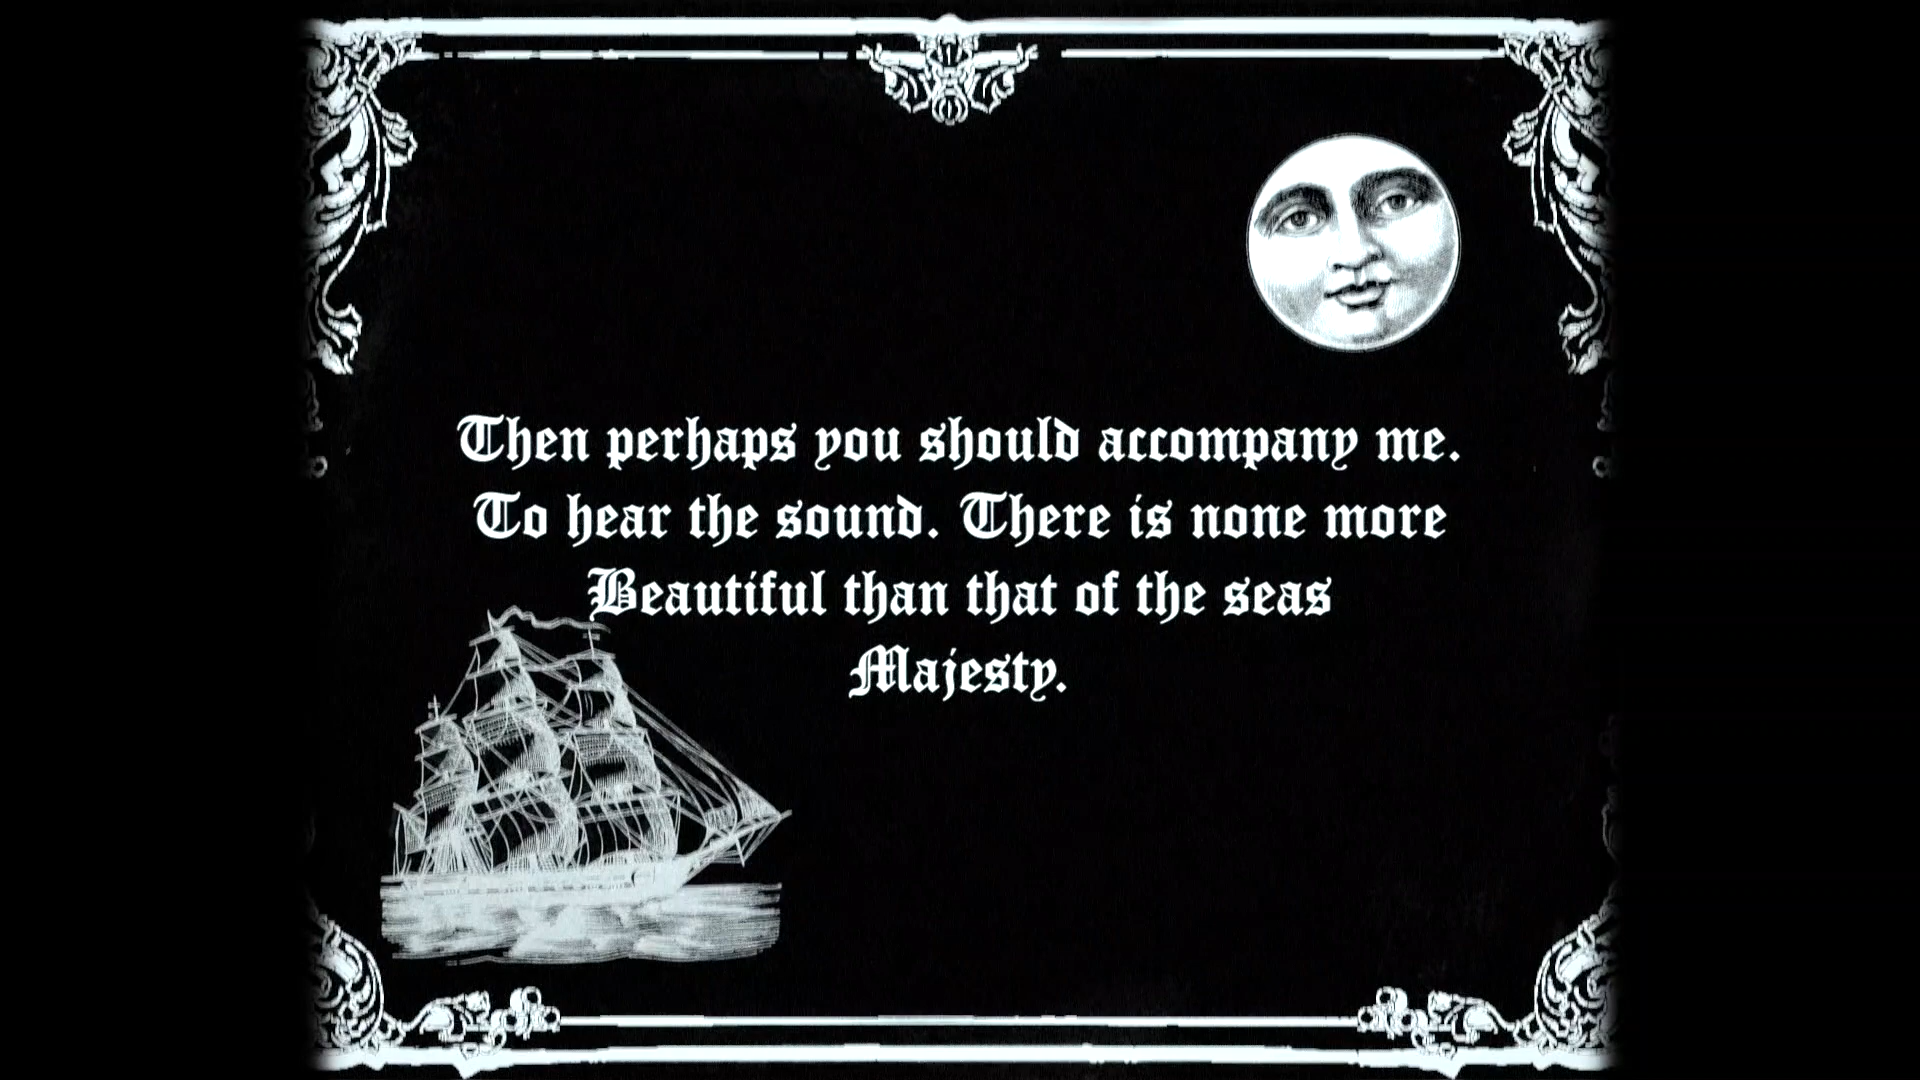 Then perhaps you should accompany me.
To hear the sound. There is none more
Beautiful than that of the seas
Majesty.